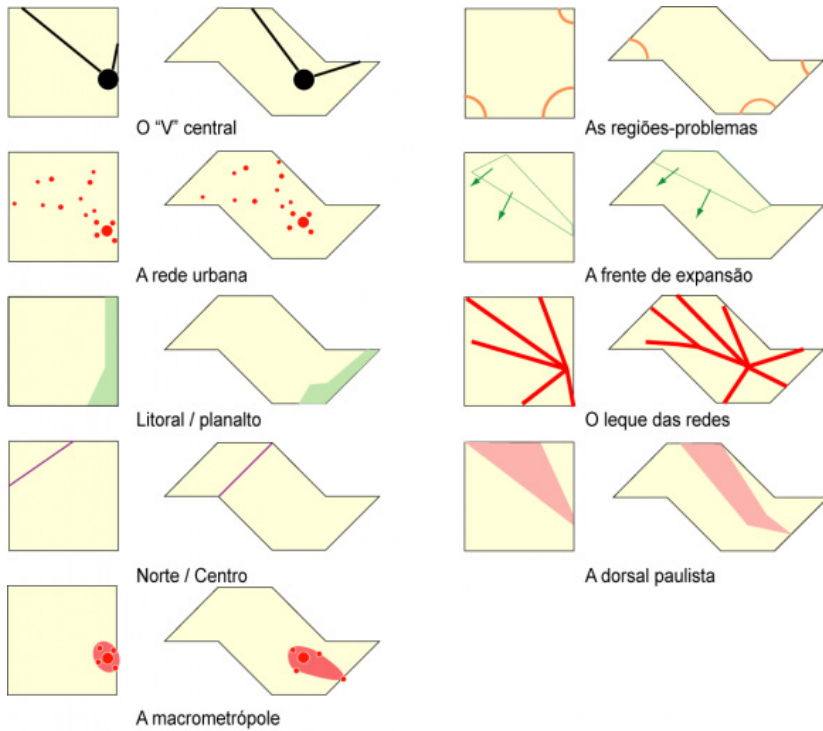 O "V" central
As regiões-problemas
A rede urbana
A frente de expansão
Litoral / planalto
O leque das redes
Norte / Centro
A dorsal paulista
A macrometrópole